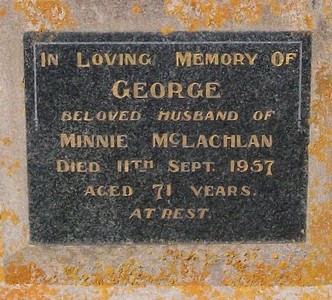 In Loving Memory Of
George
Beloved Husband Of
Minnie McLachlan
Died 11th Sept. 1957
Aged 71 Years.
At Rest.